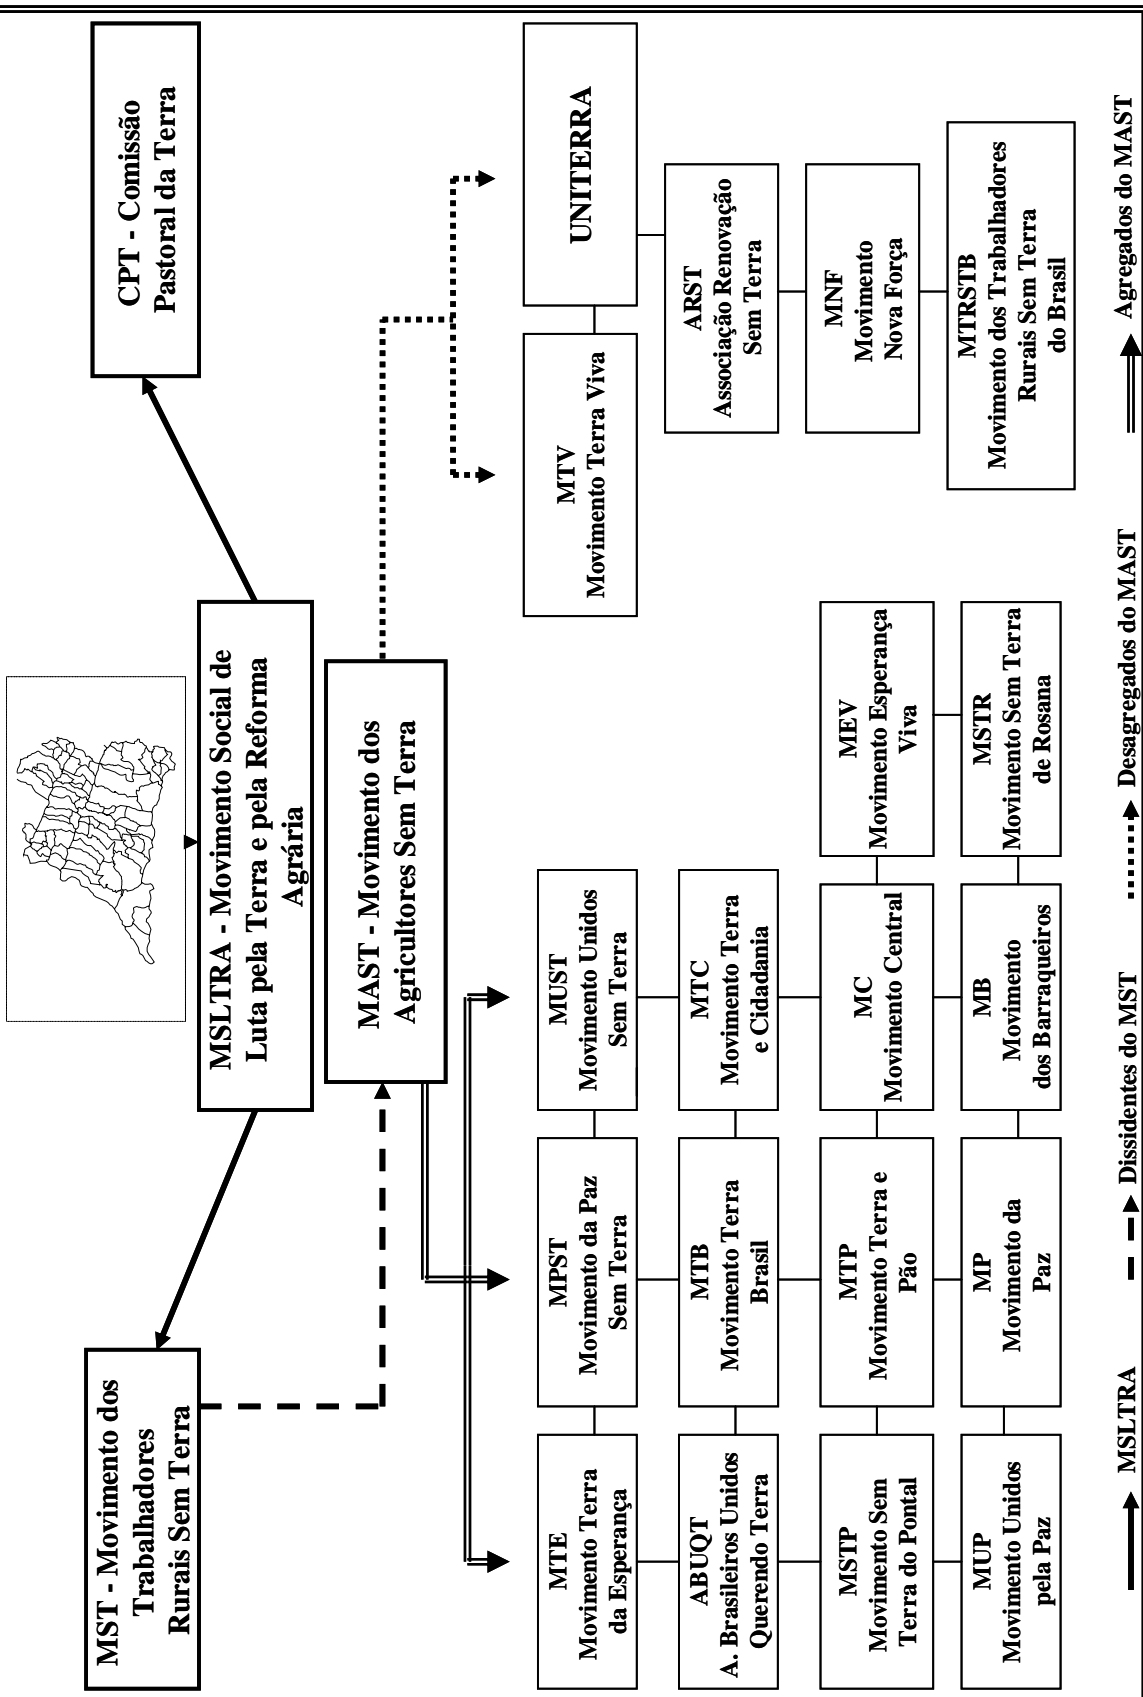 MSLTRA - Movimento Social de
Luta pela Terra e pela Reforma
Agrária
MST - Movimento dos
Trabalhadores
Rurais Sem Terra
CPT - Comissão
Pastoral da Terra
MAST - Movimento dos
Agricultores Sem Terra
MTE
Movimento Terra
da Esperança
MPST
Movimento da Paz
Sem Terra
MUST
Movimento Unidos
Sem Terra
MTV
Movimento Terra Viva
UNITERRA
ABUQT
A. Brasileiros Unidos
Querendo Terra
MTB
Movimento Terra
Brasil
MTC
Movimento Terra
e Cidadania
ARST
Associação Renovação
Sem Terra
MSTP
Movimento Sem
Terra do Pontal
MTP
Movimento Terra e
Pão
MC
Movimento Central
MEV
Movimento Esperança
Viva
MNF
Movimento
Nova Força
MUP
Movimento Unidos
pela Paz
MP
Movimento da
Paz
MB
Movimento
dos Barraqueiros
MSTR
Movimento Sem Terra
de Rosana
MTRSTB
Movimento dos Trabalhadores
Rurais Sem Terra
do Brasil
MSLTRA
Dissidentes do MST
Desagregados do MAST
Agregados do MAST